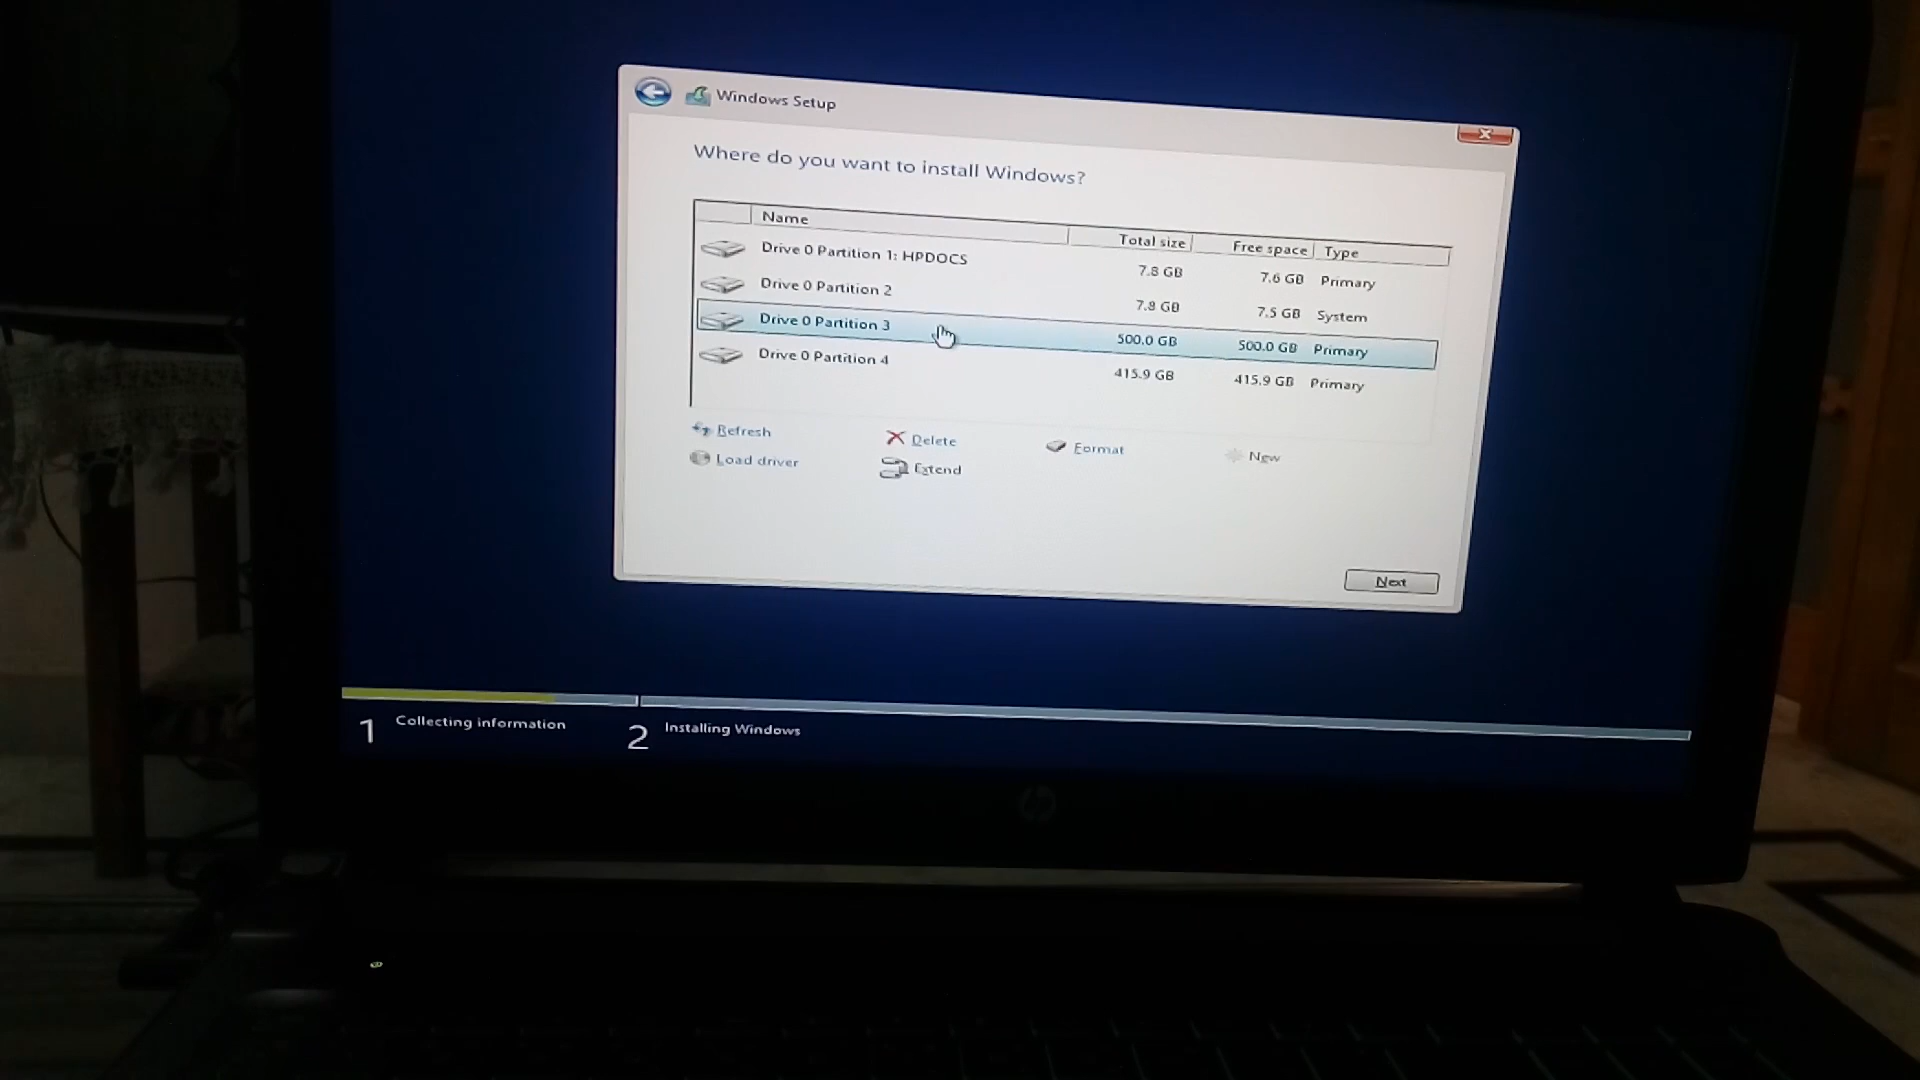 Windows Setup
Where do you want to install Windows?
Name Total size Free space Type
Drive 0 Partition 1: HPDOCS 7.8 GB 7.6 GB Primary
Drive 0 Partition 2 7.8 GB 7.5 GB System
Drive 0 Partition 3 500.0 GB 500.0 GB Primary
Drive 0 Partition 4 415.9 GB 415.9 GB Primary
Refresh Delete Format New
Load driver Extend
Next
1 Collecting information 2 Installing Windows
hp